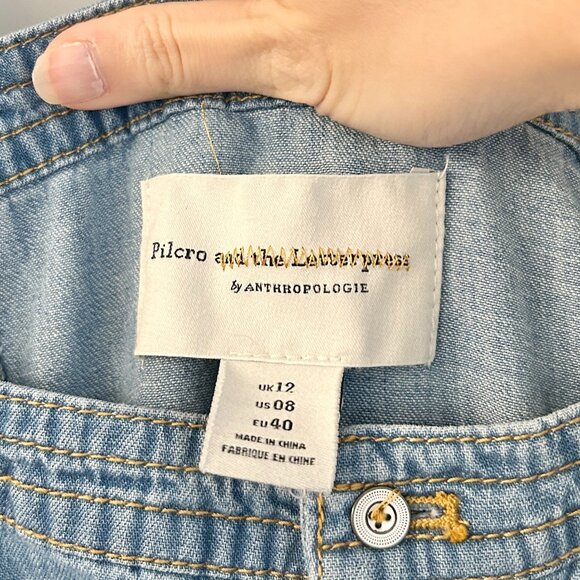 Pilcro and the Letterpress
by ANTHROPOLOGIE
UK 12
US 08
EU 40
MADE IN CHINA
FABRIQUE EN CHINE